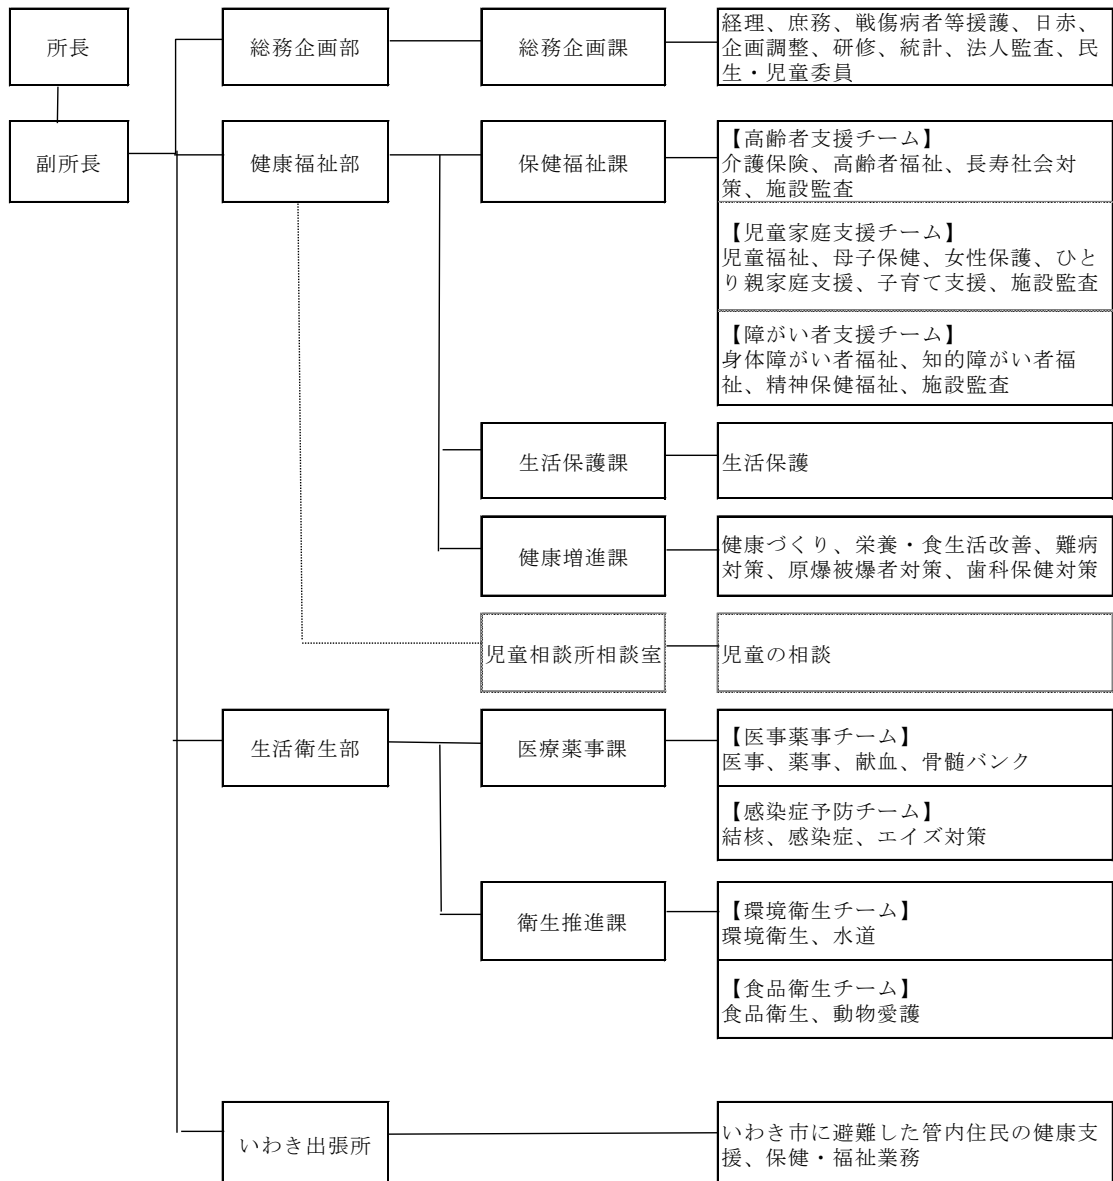 所長
総務企画部
総務企画課
経理、庶務、戦傷病者等援護、日赤、
企画調整、研修、統計、法人監査、民
生・児童委員
副所長
健康福祉部
保健福祉課
【高齢者支援チーム】
介護保険、高齢者福祉、長寿社会対
策、施設監査
【児童家庭支援チーム】
児童福祉、母子保健、女性保護、ひと
り親家庭支援、子育て支援、施設監査
【障がい者支援チーム】
身体障がい者福祉、知的障がい者福
祉、精神保健福祉、施設監査
生活保護課
生活保護
健康増進課
健康づくり、栄養・食生活改善、難病
対策、原爆被爆者対策、歯科保健対策
児童相談所相談室
児童の相談
生活衛生部
医療薬事課
【医事薬事チーム】
医事、薬事、献血、骨髄バンク
【感染症予防チーム】
結核、感染症、エイズ対策
衛生推進課
【環境衛生チーム】
環境衛生、水道
【食品衛生チーム】
食品衛生、動物愛護
いわき出張所
いわき市に避難した管内住民の健康支
援、保健・福祉業務